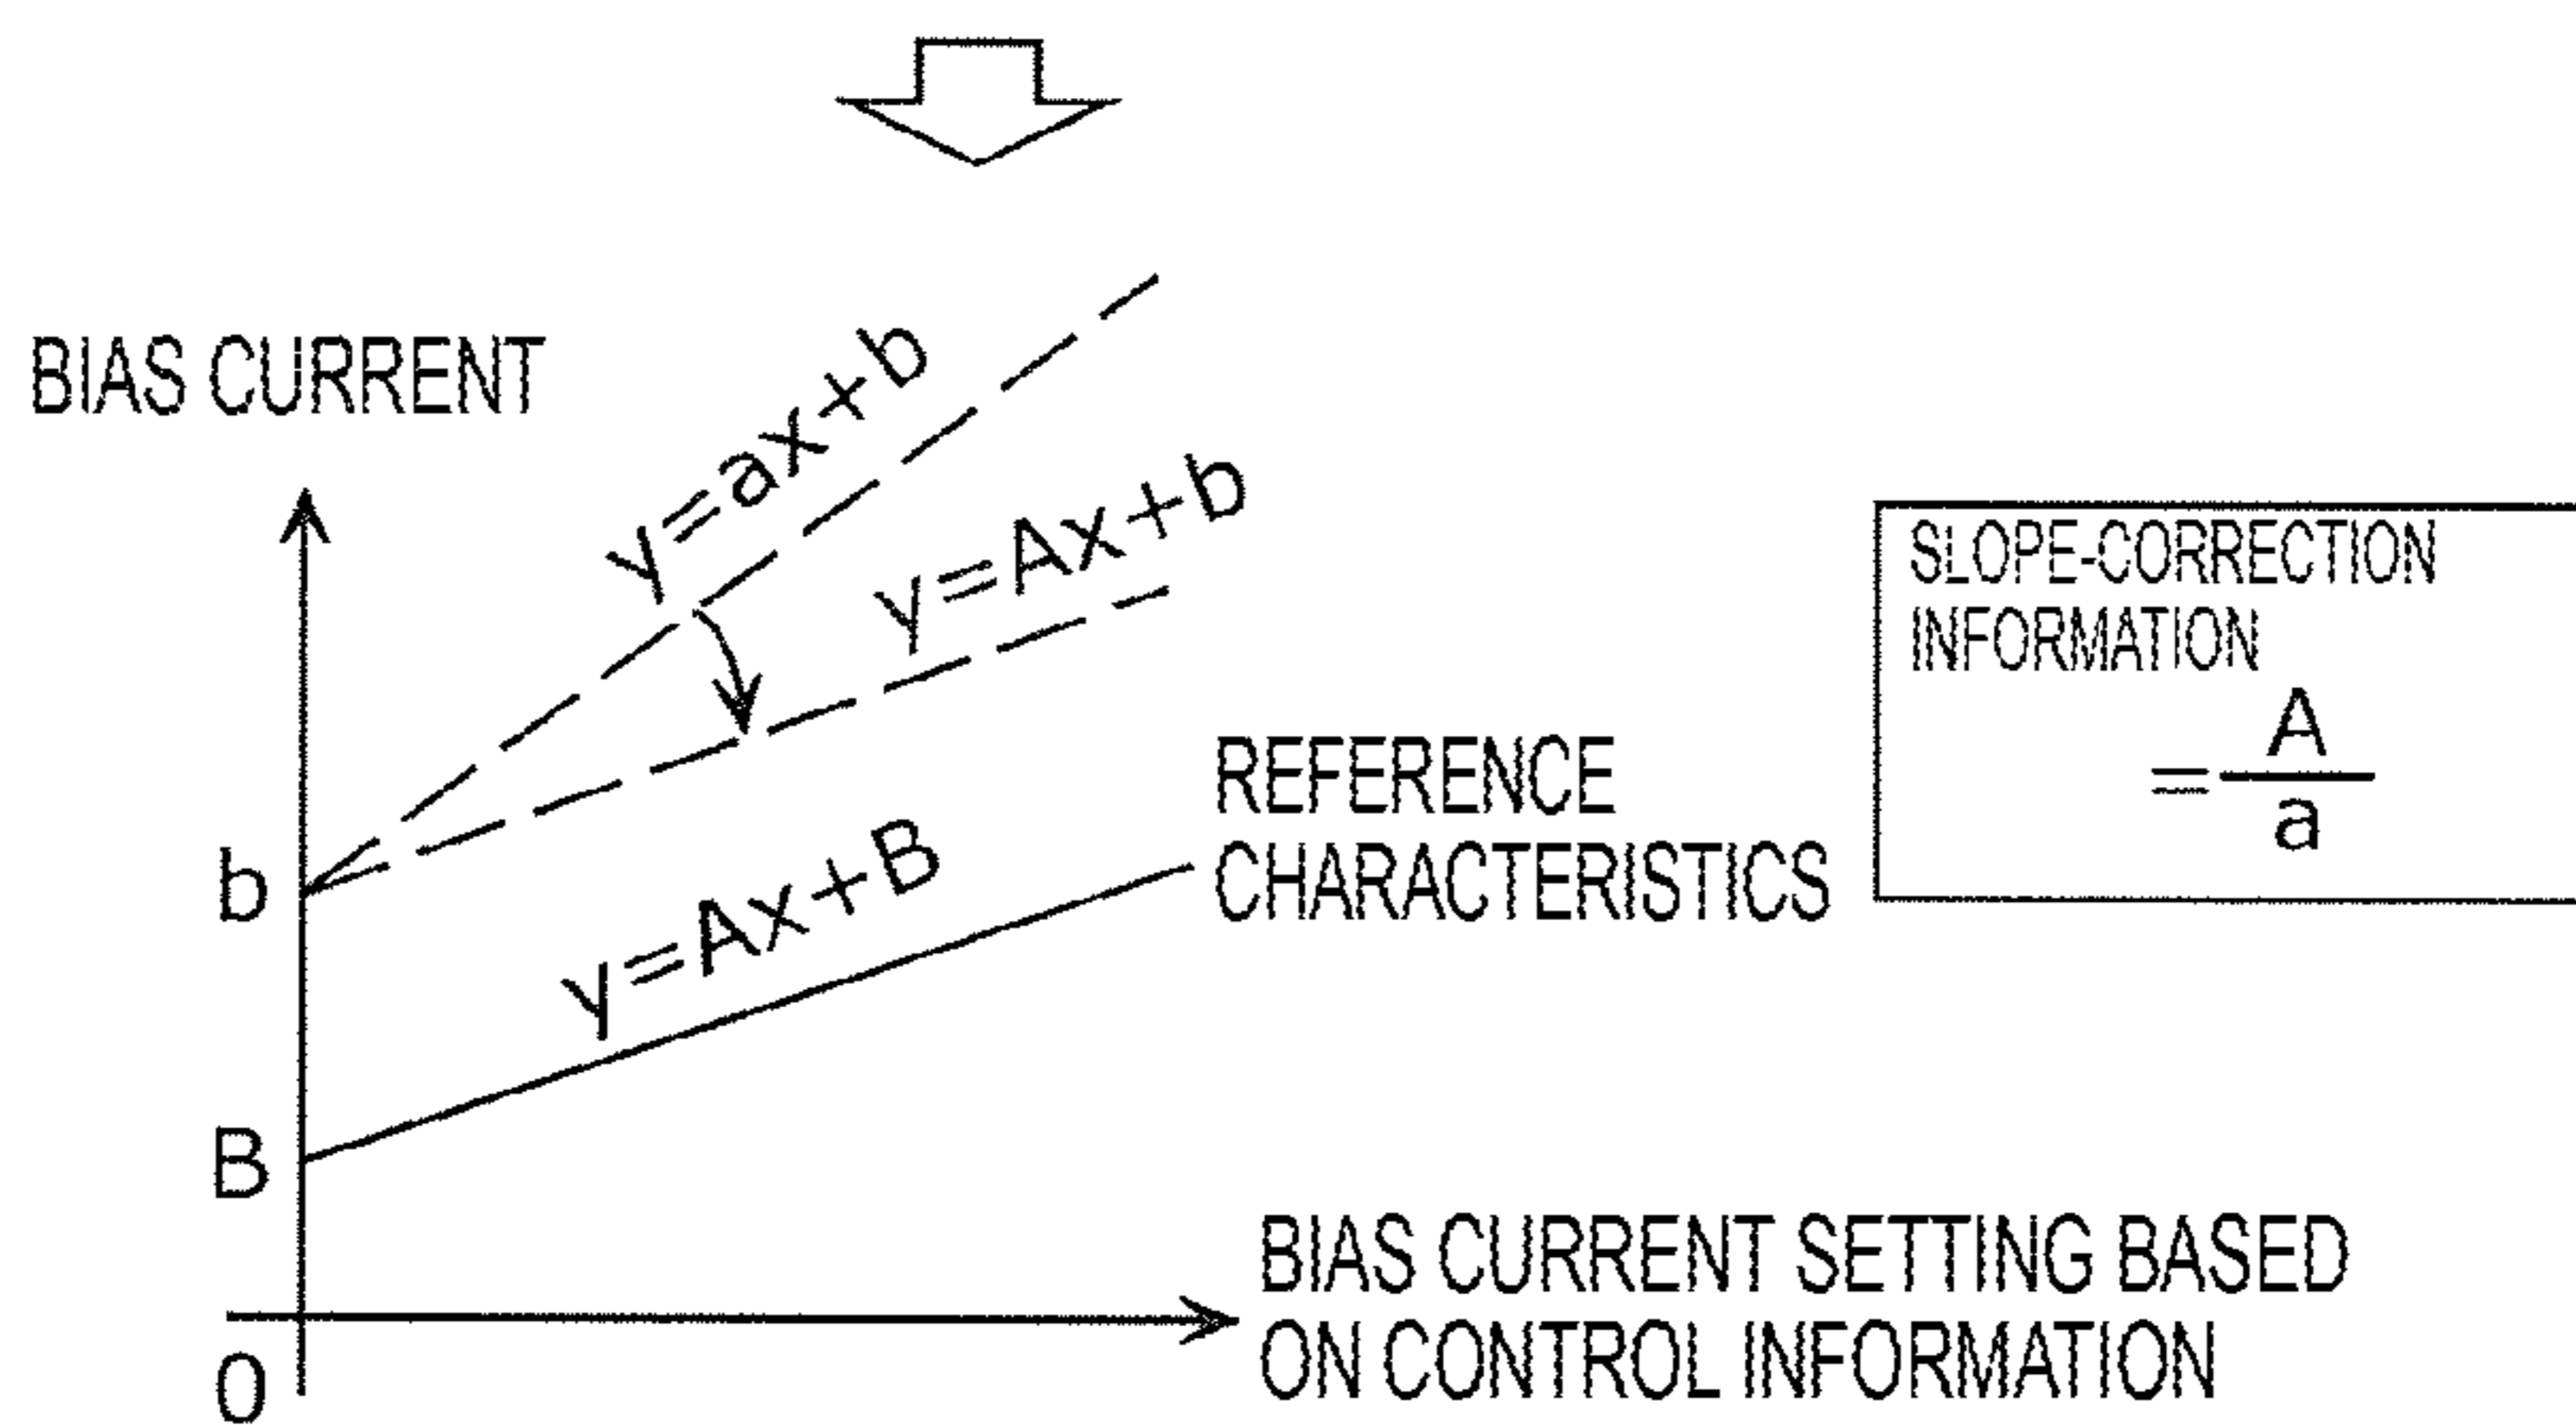 BIAS CURRENT
y=ax+b
y=Ax+b
SLOPE-CORRECTION
INFORMATION
=A/a
REFERENCE
CHARACTERISTICS
b
y=Ax+B
B
BIAS CURRENT SETTING BASED
ON CONTROL INFORMATION
0